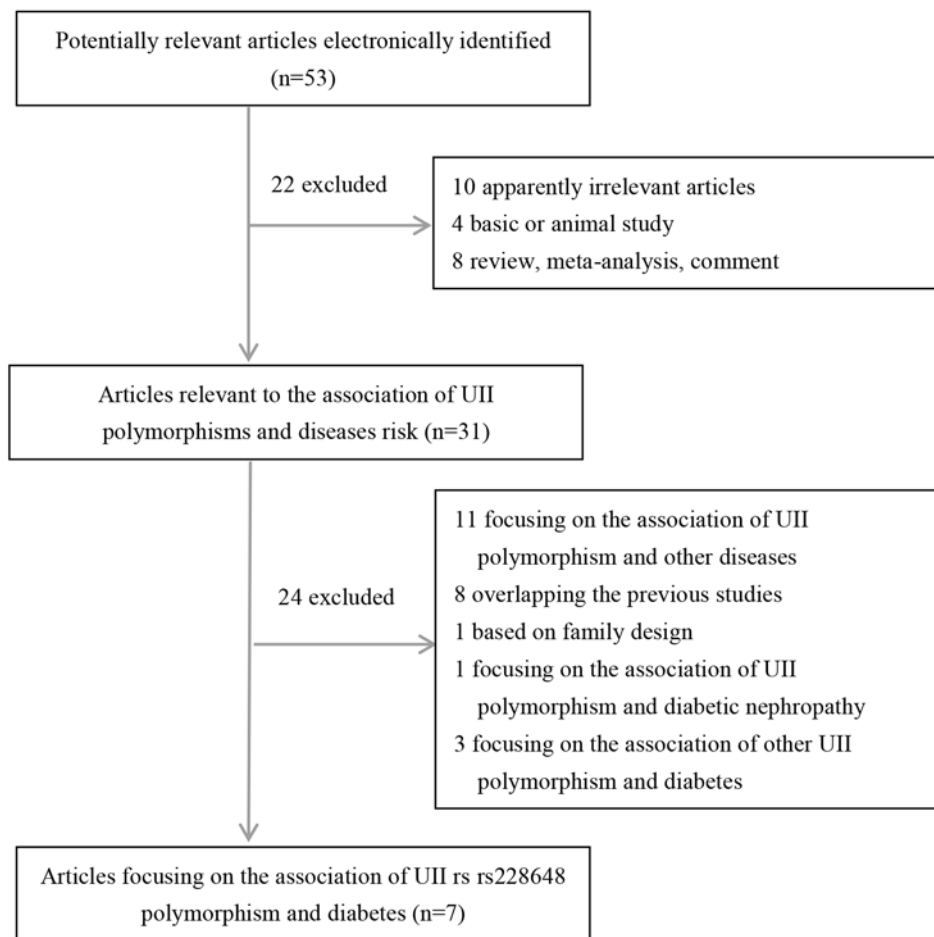 Potentially relevant articles electronically identified
(n=53)
22 excluded
10 apparently irrelevant articles
4 basic or animal study
8 review, meta-analysis, comment
Articles relevant to the association of UII
polymorphisms and diseases risk (n=31)
24 excluded
11 focusing on the association of UII
polymorphism and other diseases
8 overlapping the previous studies
1 based on family design
1 focusing on the association of UII
polymorphism and diabetic nephropathy
3 focusing on the association of other UII
polymorphism and diabetes
Articles focusing on the association of UII rs rs228648
polymorphism and diabetes (n=7)